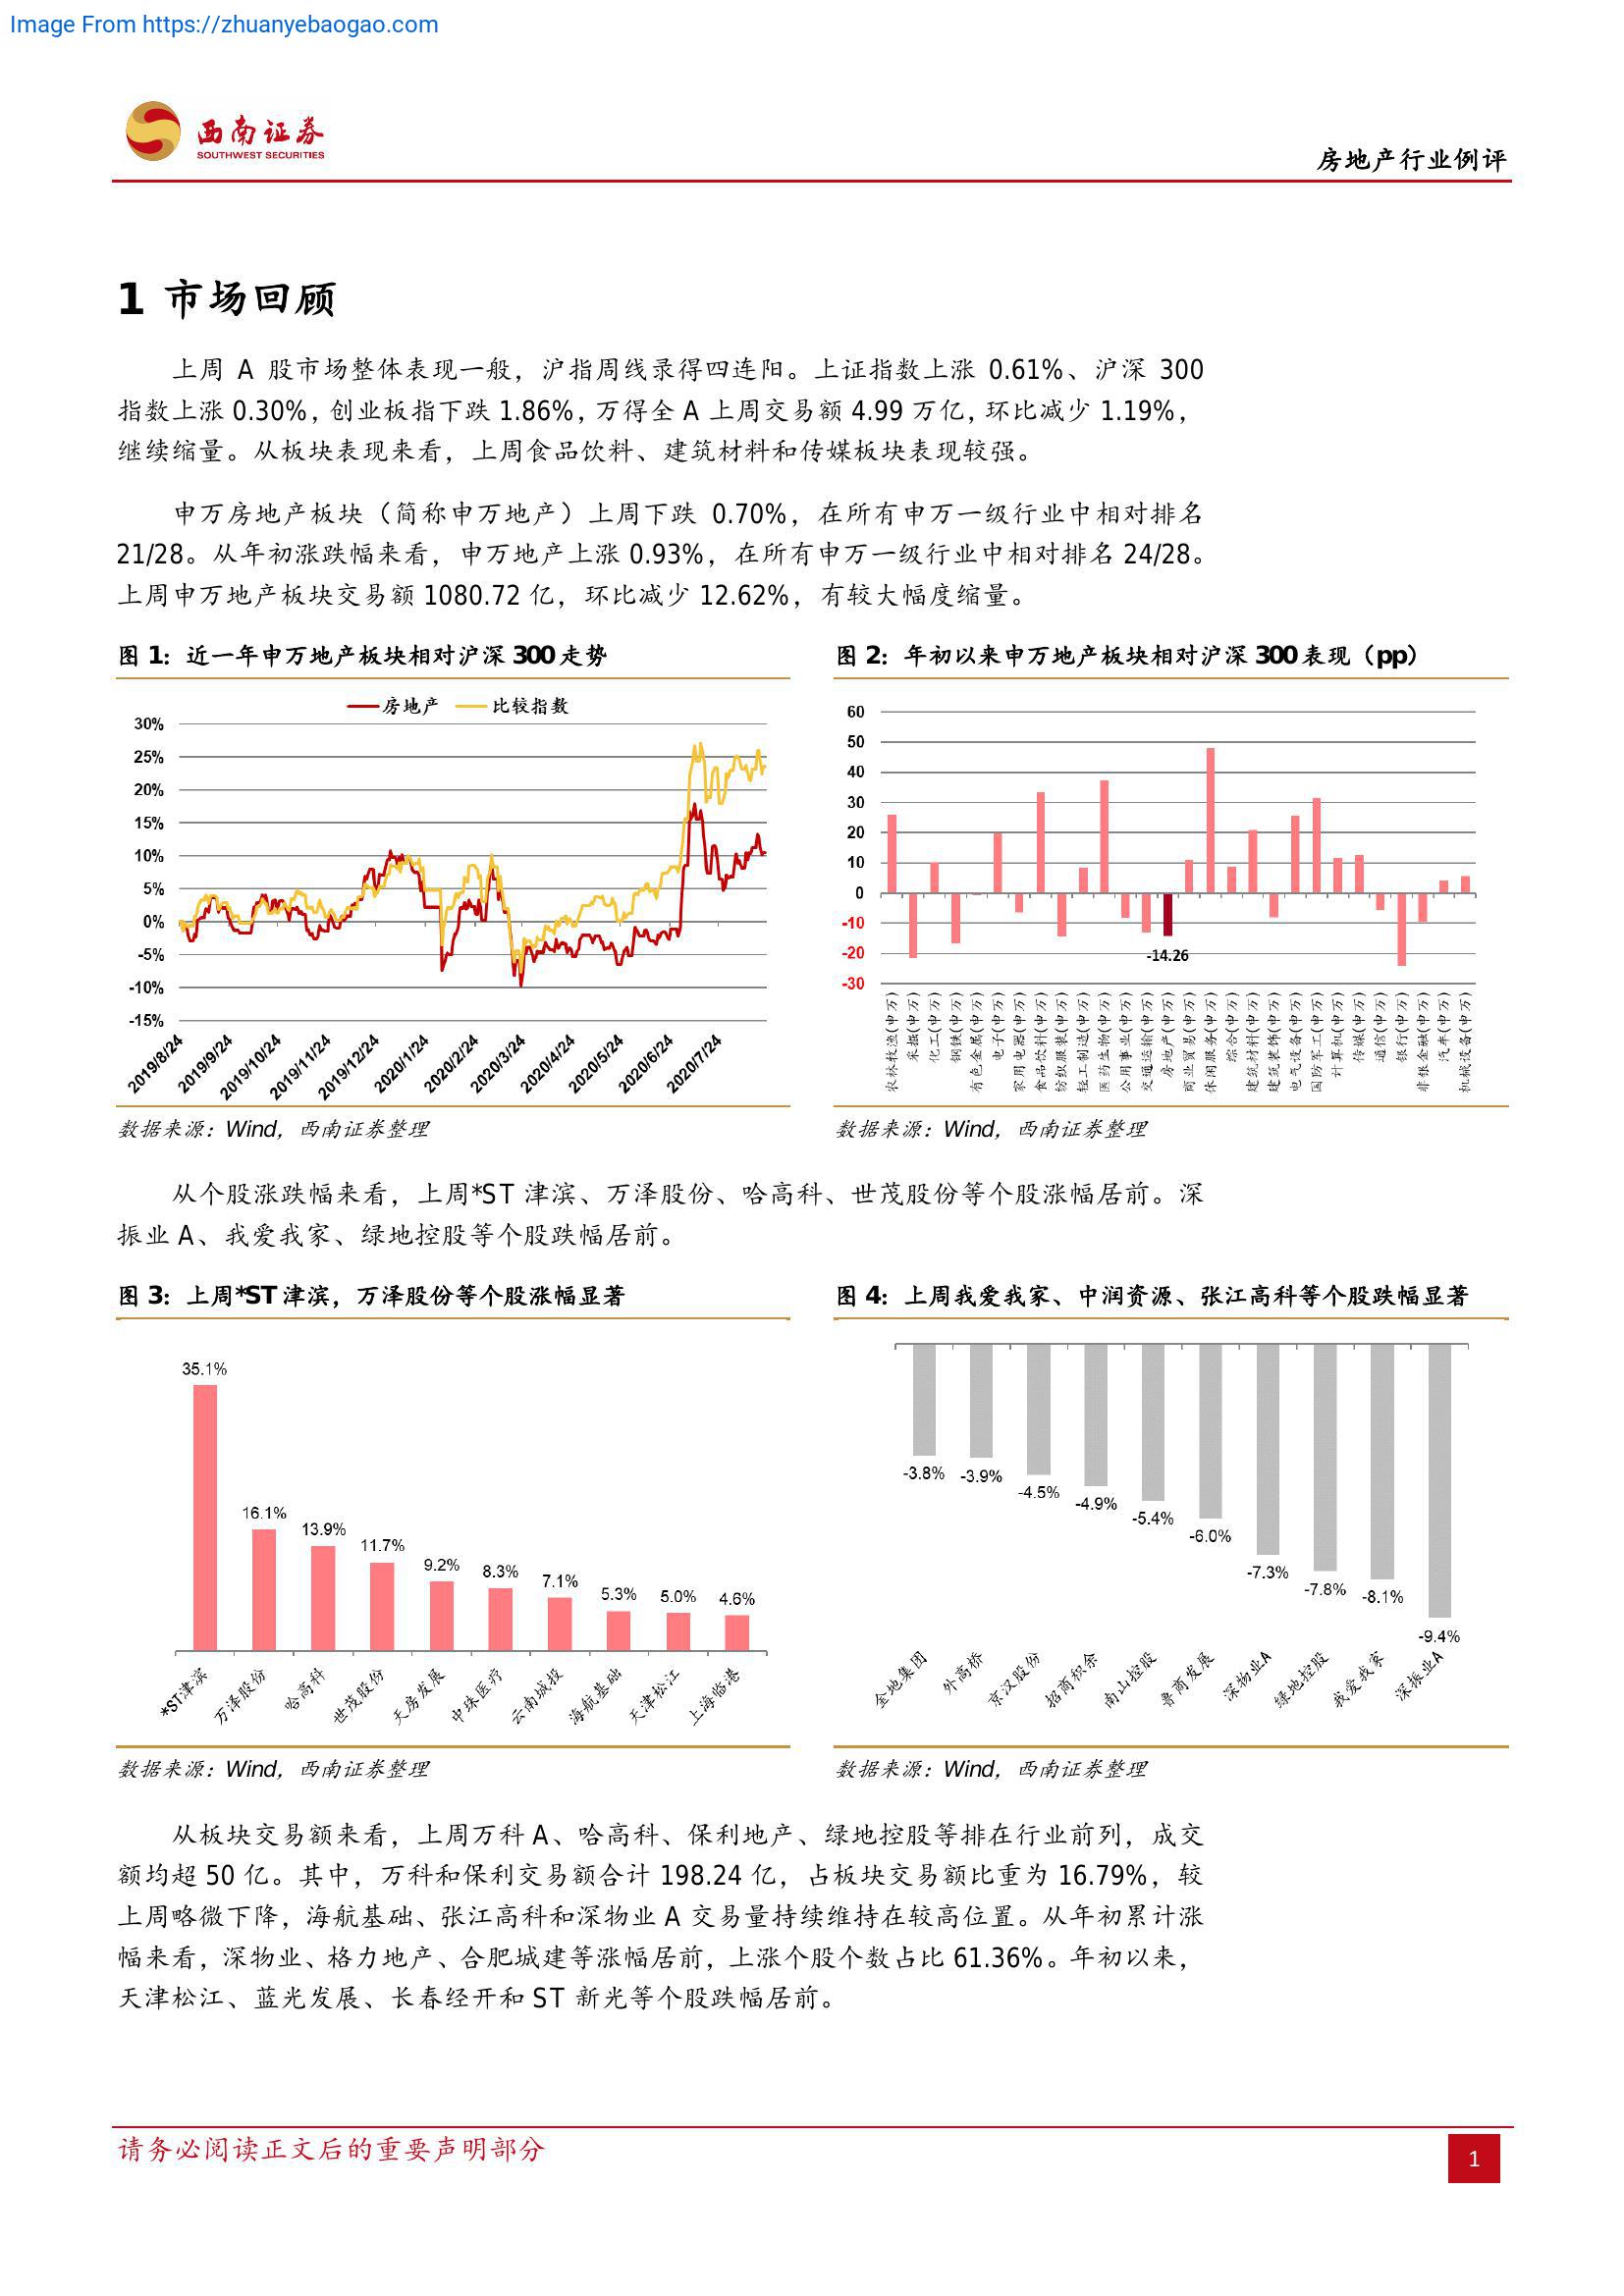 Image From https://zhuanyebaogao.com
西南证券
SOUTHWEST SECURITIES
房地产行业例评
1 市场回顾
上周 A 股市场整体表现一般，沪指周线录得四连阳。上证指数上涨 0.61%、沪深 300
指数上涨 0.30%，创业板指下跌 1.86%，万得全 A 上周交易额 4.99 万亿，环比减少 1.19%，
继续缩量。从板块表现来看，上周食品饮料、建筑材料和传媒板块表现较强。
申万房地产板块（简称申万地产）上周下跌 0.70%，在所有申万一级行业中相对排名
21/28。从年初涨跌幅来看，申万地产上涨 0.93%，在所有申万一级行业中相对排名 24/28。
上周申万地产板块交易额 1080.72 亿，环比减少 12.62%，有较大幅度缩量。
图 1：近一年申万地产板块相对沪深 300 走势
房地产 比较指数
30%
25%
20%
15%
10%
5%
0%
-5%
-10%
-15%
2019/8/24
2019/9/24
2019/10/24
2019/11/24
2019/12/24
2020/1/24
2020/2/24
2020/3/24
2020/4/24
2020/5/24
2020/6/24
2020/7/24
数据来源：Wind，西南证券整理
图 2：年初以来申万地产板块相对沪深 300 表现（pp）
60
50
40
30
20
10
0
-10
-20
-30
-14.26
农林牧渔(申万)
采掘(申万)
化工(申万)
钢铁(申万)
有色金属(申万)
电子(申万)
家用电器(申万)
食品饮料(申万)
纺织服装(申万)
轻工制造(申万)
医药生物(申万)
公用事业(申万)
交通运输(申万)
房地产(申万)
商业贸易(申万)
休闲服务(申万)
综合(申万)
建筑材料(申万)
建筑装饰(申万)
电气设备(申万)
国防军工(申万)
计算机(申万)
传媒(申万)
通信(申万)
银行(申万)
非银金融(申万)
汽车(申万)
机械设备(申万)
数据来源：Wind，西南证券整理
从个股涨跌幅来看，上周*ST 津滨、万泽股份、哈高科、世茂股份等个股涨幅居前。深
振业 A、我爱我家、绿地控股等个股跌幅居前。
图 3：上周*ST 津滨，万泽股份等个股涨幅显著
35.1%
16.1%
13.9%
11.7%
9.2%
8.3%
7.1%
5.3%
5.0%
4.6%
*ST津滨
万泽股份
哈高科
世茂股份
天房发展
中珠医疗
云南城投
海航基础
天津松江
上海临港
数据来源：Wind，西南证券整理
图 4：上周我爱我家、中润资源、张江高科等个股跌幅显著
-3.8%
-3.9%
-4.5%
-4.9%
-5.4%
-6.0%
-7.3%
-7.8%
-8.1%
-9.4%
金地集团
外高桥
京汉股份
招商积余
南山控股
鲁商发展
深物业A
绿地控股
我爱我家
深振业A
数据来源：Wind，西南证券整理
从板块交易额来看，上周万科 A、哈高科、保利地产、绿地控股等排在行业前列，成交
额均超 50 亿。其中，万科和保利交易额合计 198.24 亿，占板块交易额比重为 16.79%，较
上周略微下降，海航基础、张江高科和深物业 A 交易量持续维持在较高位置。从年初累计涨
幅来看，深物业、格力地产、合肥城建等涨幅居前，上涨个股个数占比 61.36%。年初以来，
天津松江、蓝光发展、长春经开和 ST 新光等个股跌幅居前。
请务必阅读正文后的重要声明部分
1